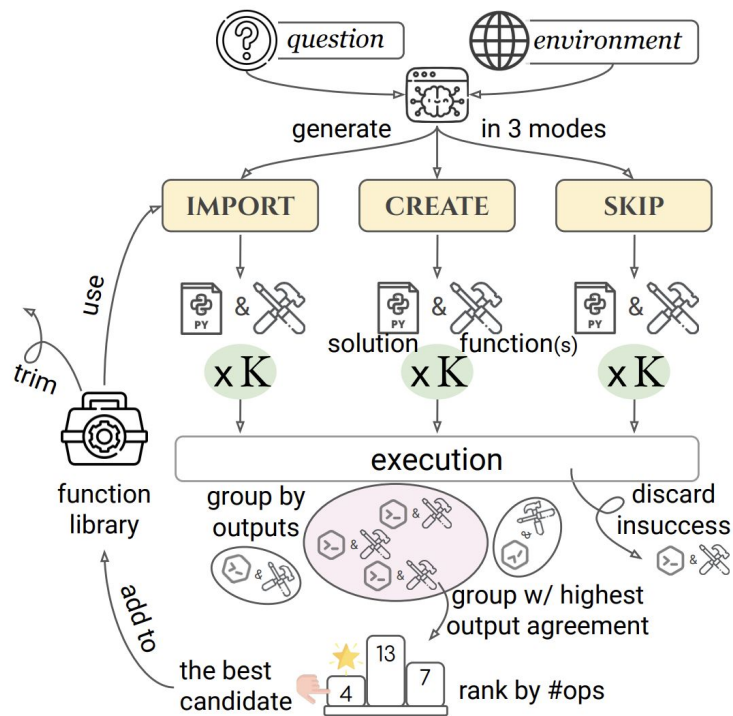 question
environment
generate
in 3 modes
IMPORT
CREATE
SKIP
use
PY
&
PY
&
PY
&
solution
function(s)
trim
x K
x K
x K
execution
function
library
group by
outputs
discard
insuccess
>_ &
>_ &
>_ &
>_ &
>_ &
>_ &
group w/ highest
output agreement
add to
the best
candidate
4
13
7
rank by #ops